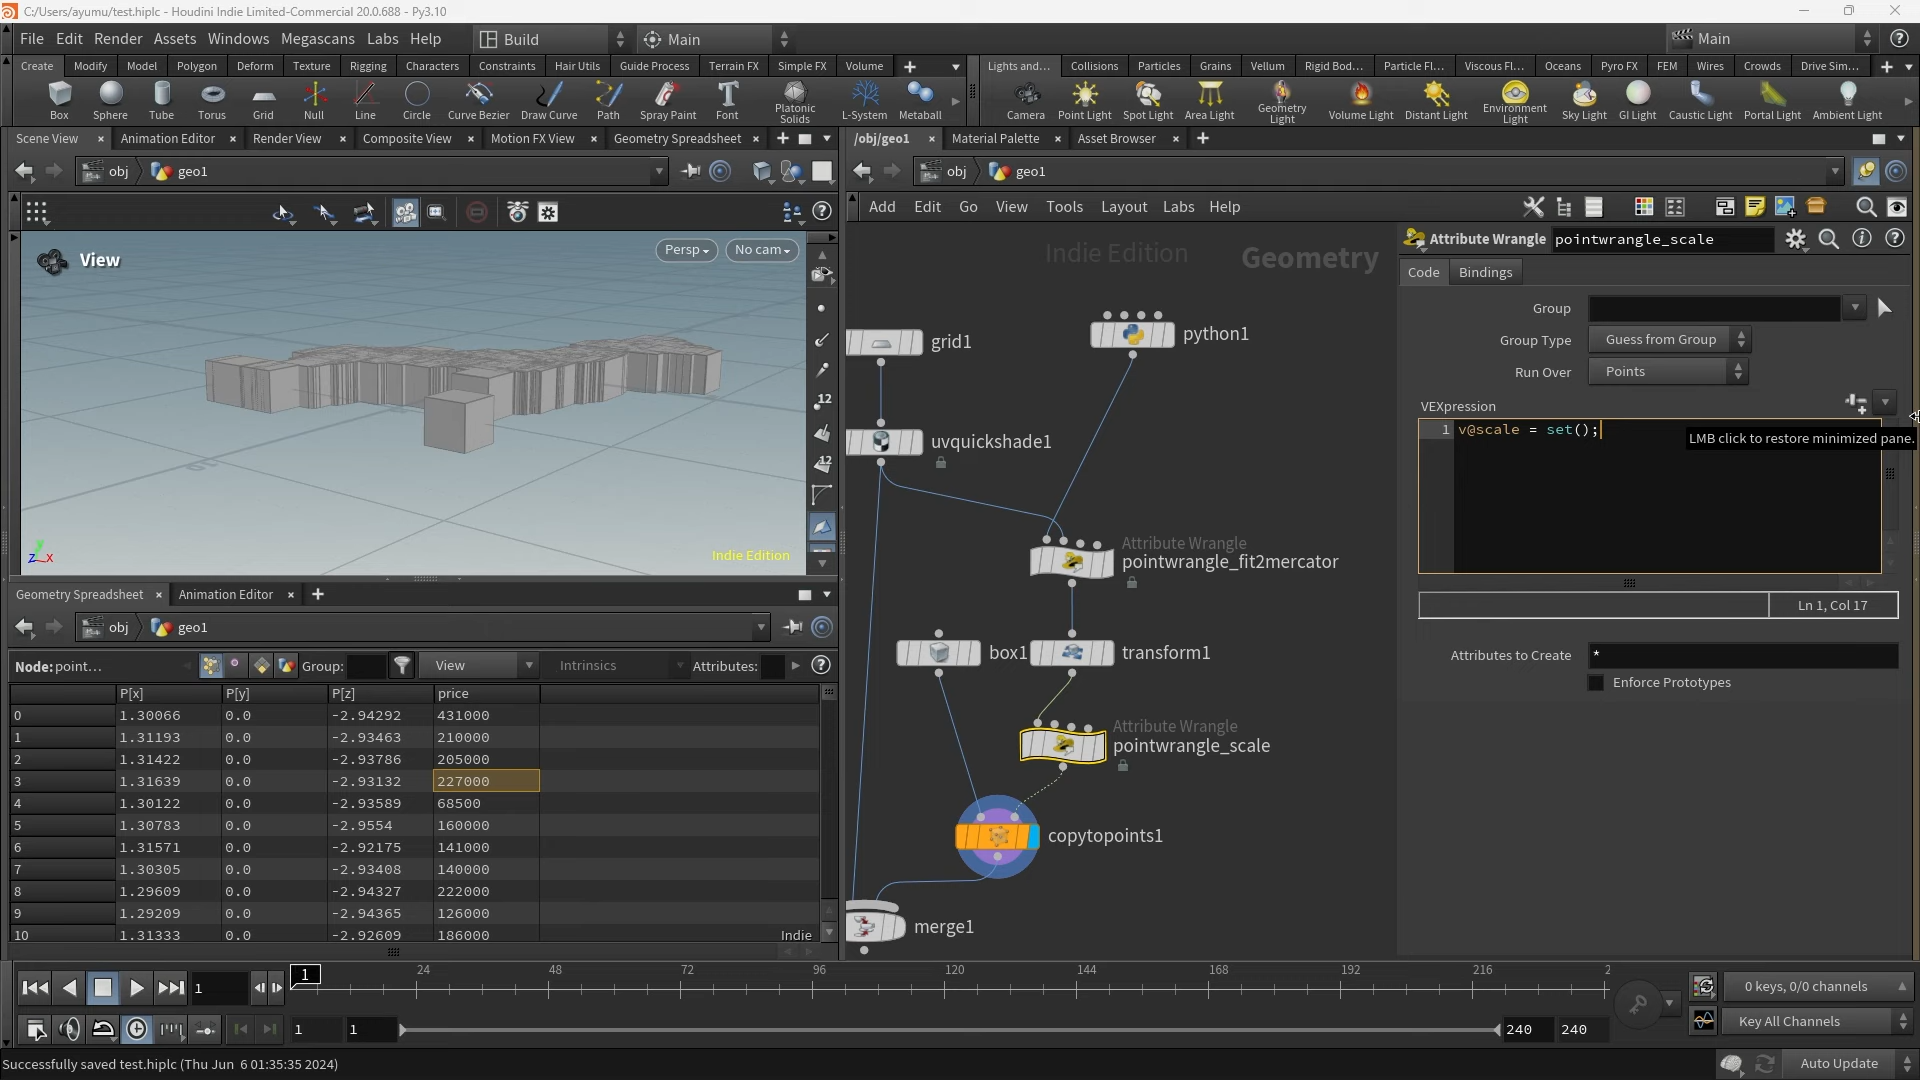 C:/Users/ayumu/test.hiplc - Houdini Indie Limited-Commercial 20.0.688 - Py3.10
File Edit Render Assets Windows Megascans Labs Help Build Main Main
Create Modify Model Polygon Deform Texture Rigging Characters Constraints Hair Utils Guide Process Terrain FX Simple FX Volume
Lights and... Collisions Particles Grains Vellum Rigid Bod... Particle Fl... Viscous Fl... Oceans Pyro FX FEM Wires Crowds Drive Sim...
Box Sphere Tube Torus Grid Null Line Circle Curve Bezier Draw Curve Path Spray Paint Font Platonic Solids L-System Metaball
Camera Point Light Spot Light Area Light Geometry Light Volume Light Distant Light Environment Light Sky Light GI Light Caustic Light Portal Light Ambient Light
Scene View Animation Editor Render View Composite View Motion FX View Geometry Spreadsheet
/obj/geo1 Material Palette Asset Browser
obj geo1
obj geo1
Add Edit Go View Tools Layout Labs Help
View
Persp No cam
Indie Edition
Indie Edition
Geometry
grid1
python1
uvquickshade1
Attribute Wrangle
pointwrangle_fit2mercator
box1
transform1
Attribute Wrangle
pointwrangle_scale
copytopoints1
merge1
Attribute Wrangle pointwrangle_scale
Code Bindings
Group
Group Type Guess from Group
Run Over Points
VEXpression
1 v@scale = set();
LMB click to restore minimized pane.
Ln 1, Col 17
Attributes to Create *
Enforce Prototypes
Geometry Spreadsheet Animation Editor
obj geo1
Node: point... Group: View Intrinsics Attributes:
P[x] P[y] P[z] price
0 1.30066 0.0 -2.94292 431000
1 1.31193 0.0 -2.93463 210000
2 1.31422 0.0 -2.93786 205000
3 1.31639 0.0 -2.93132 227000
4 1.30122 0.0 -2.93589 68500
5 1.30783 0.0 -2.9554 160000
6 1.31571 0.0 -2.92175 141000
7 1.30305 0.0 -2.93408 140000
8 1.29609 0.0 -2.94327 222000
9 1.29209 0.0 -2.94365 126000
10 1.31333 0.0 -2.92609 186000 Indie
1 1 24 48 72 96 120 144 168 192 216 2
0 keys, 0/0 channels
1 1 240 240
Key All Channels
Successfully saved test.hiplc (Thu Jun 6 01:35:35 2024)
Auto Update